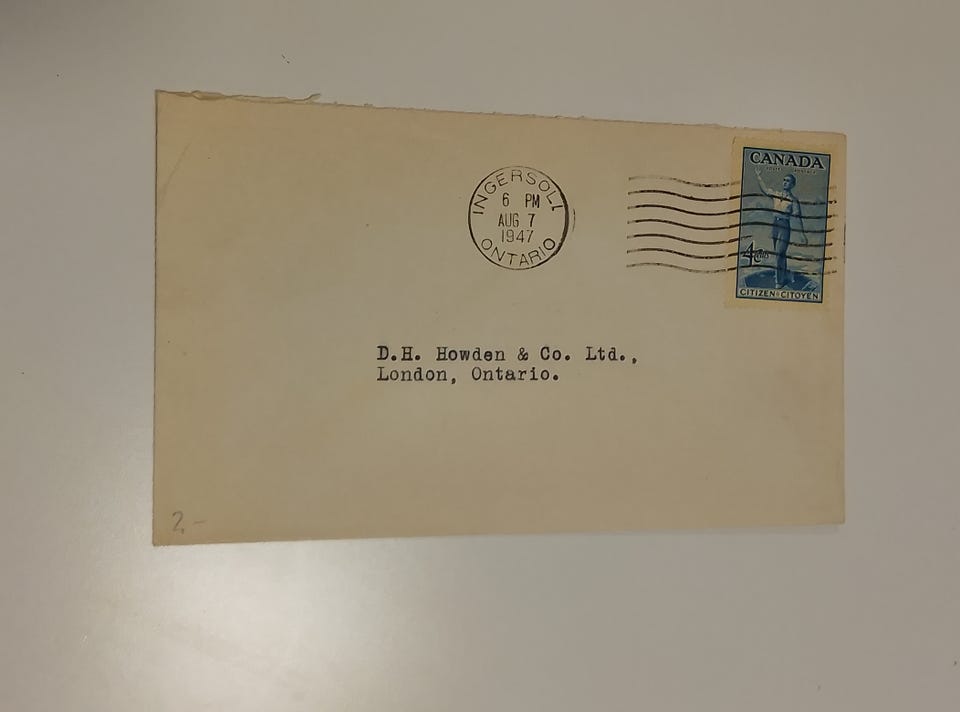 INGERSOLL
6 PM
AUG 7
1947
ONTARIO
CANADA
4 cents
CITIZEN CITOYEN
D.H. Howden & Co. Ltd.,
London, Ontario.
2-